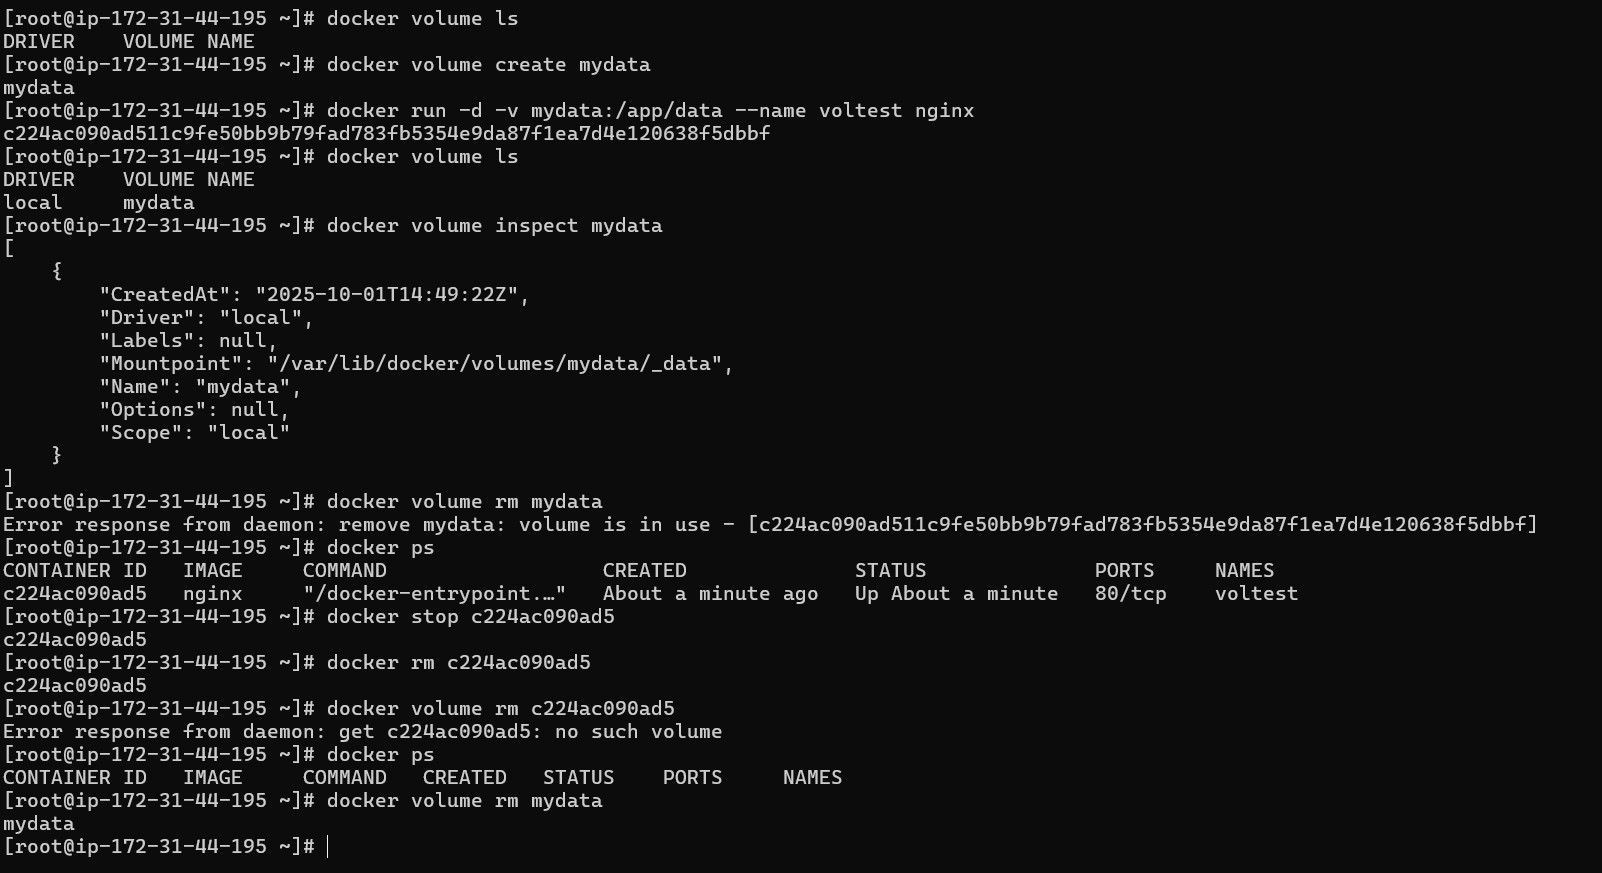 [root@ip-172-31-44-195 ~]# docker volume ls
DRIVER    VOLUME NAME
[root@ip-172-31-44-195 ~]# docker volume create mydata
mydata
[root@ip-172-31-44-195 ~]# docker run -d -v mydata:/app/data --name voltest nginx
c224ac090ad511c9fe50bb9b79fad783fb5354e9da87f1ea7d4e120638f5dbbf
[root@ip-172-31-44-195 ~]# docker volume ls
DRIVER    VOLUME NAME
local     mydata
[root@ip-172-31-44-195 ~]# docker volume inspect mydata
[
    {
        "CreatedAt": "2025-10-01T14:49:22Z",
        "Driver": "local",
        "Labels": null,
        "Mountpoint": "/var/lib/docker/volumes/mydata/_data",
        "Name": "mydata",
        "Options": null,
        "Scope": "local"
    }
]
[root@ip-172-31-44-195 ~]# docker volume rm mydata
Error response from daemon: remove mydata: volume is in use - [c224ac090ad511c9fe50bb9b79fad783fb5354e9da87f1ea7d4e120638f5dbbf]
[root@ip-172-31-44-195 ~]# docker ps
CONTAINER ID   IMAGE     COMMAND                  CREATED              STATUS              PORTS     NAMES
c224ac090ad5   nginx     "/docker-entrypoint.…"   About a minute ago   Up About a minute   80/tcp    voltest
[root@ip-172-31-44-195 ~]# docker stop c224ac090ad5
c224ac090ad5
[root@ip-172-31-44-195 ~]# docker rm c224ac090ad5
c224ac090ad5
[root@ip-172-31-44-195 ~]# docker volume rm c224ac090ad5
Error response from daemon: get c224ac090ad5: no such volume
[root@ip-172-31-44-195 ~]# docker ps
CONTAINER ID   IMAGE     COMMAND   CREATED   STATUS    PORTS     NAMES
[root@ip-172-31-44-195 ~]# docker volume rm mydata
mydata
[root@ip-172-31-44-195 ~]#